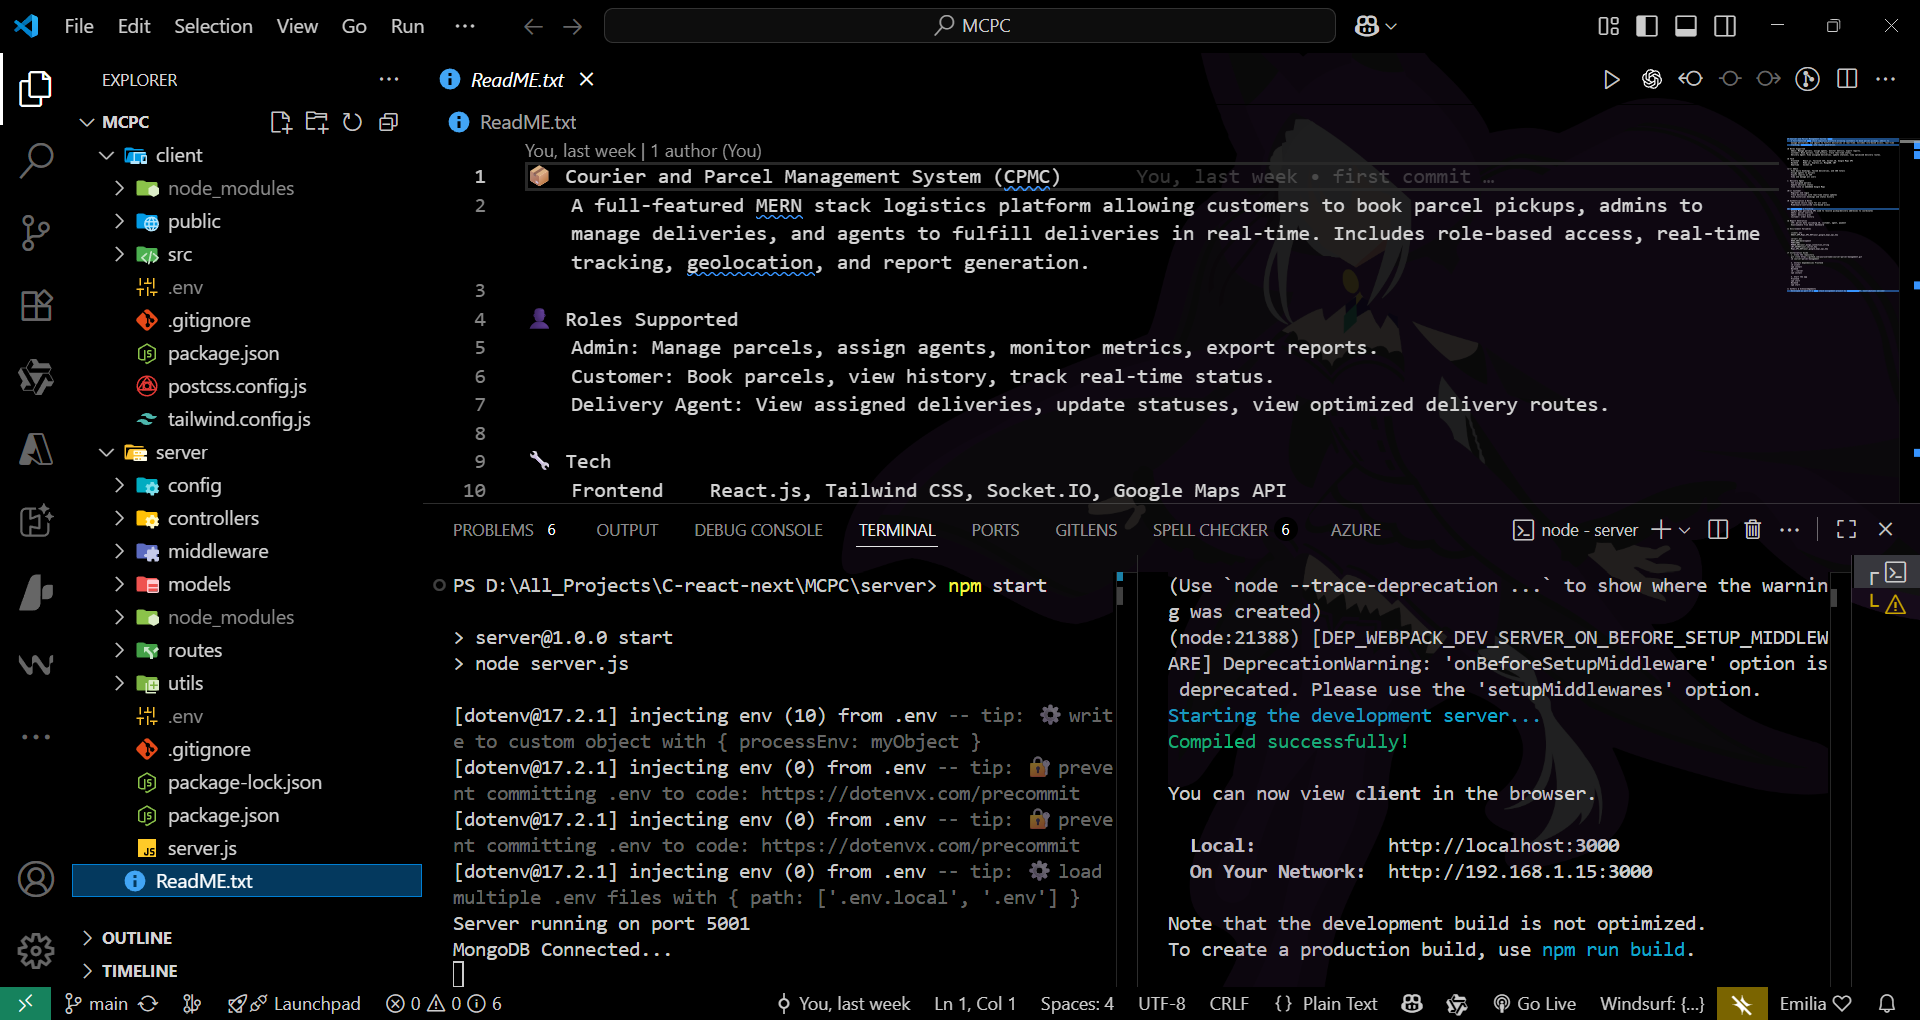 File Edit Selection View Go Run ···
MCPC
EXPLORER
MCPC
client
node_modules
public
src
.env
.gitignore
package.json
postcss.config.js
tailwind.config.js
server
config
controllers
middleware
models
node_modules
routes
utils
.env
.gitignore
package-lock.json
package.json
server.js
ReadME.txt
OUTLINE
TIMELINE
ReadME.txt
ReadME.txt
You, last week | 1 author (You)
1 📦 Courier and Parcel Management System (CPMC) You, last week • first commit …
2 A full-featured MERN stack logistics platform allowing customers to book parcel pickups, admins to
manage deliveries, and agents to fulfill deliveries in real-time. Includes role-based access, real-time
tracking, geolocation, and report generation.
3
4 👤 Roles Supported
5 Admin: Manage parcels, assign agents, monitor metrics, export reports.
6 Customer: Book parcels, view history, track real-time status.
7 Delivery Agent: View assigned deliveries, update statuses, view optimized delivery routes.
8
9 🔧 Tech
10 Frontend React.js, Tailwind CSS, Socket.IO, Google Maps API
PROBLEMS 6 OUTPUT DEBUG CONSOLE TERMINAL PORTS GITLENS SPELL CHECKER 6 AZURE
node - server
PS D:\All_Projects\C-react-next\MCPC\server> npm start
> server@1.0.0 start
> node server.js
[dotenv@17.2.1] injecting env (10) from .env -- tip: ⚙️ writ
e to custom object with { processEnv: myObject }
[dotenv@17.2.1] injecting env (0) from .env -- tip: 🔐 preve
nt committing .env to code: https://dotenvx.com/precommit
[dotenv@17.2.1] injecting env (0) from .env -- tip: 🔐 preve
nt committing .env to code: https://dotenvx.com/precommit
[dotenv@17.2.1] injecting env (0) from .env -- tip: ⚙️ load
multiple .env files with { path: ['.env.local', '.env'] }
Server running on port 5001
MongoDB Connected...
(Use `node --trace-deprecation ...` to show where the warnin
g was created)
(node:21388) [DEP_WEBPACK_DEV_SERVER_ON_BEFORE_SETUP_MIDDLEW
ARE] DeprecationWarning: 'onBeforeSetupMiddleware' option is
deprecated. Please use the 'setupMiddlewares' option.
Starting the development server...
Compiled successfully!
You can now view client in the browser.
Local: http://localhost:3000
On Your Network: http://192.168.1.15:3000
Note that the development build is not optimized.
To create a production build, use npm run build.
main Launchpad 0 0 6 You, last week Ln 1, Col 1 Spaces: 4 UTF-8 CRLF {} Plain Text Go Live Windsurf: {...} Emilia ♡